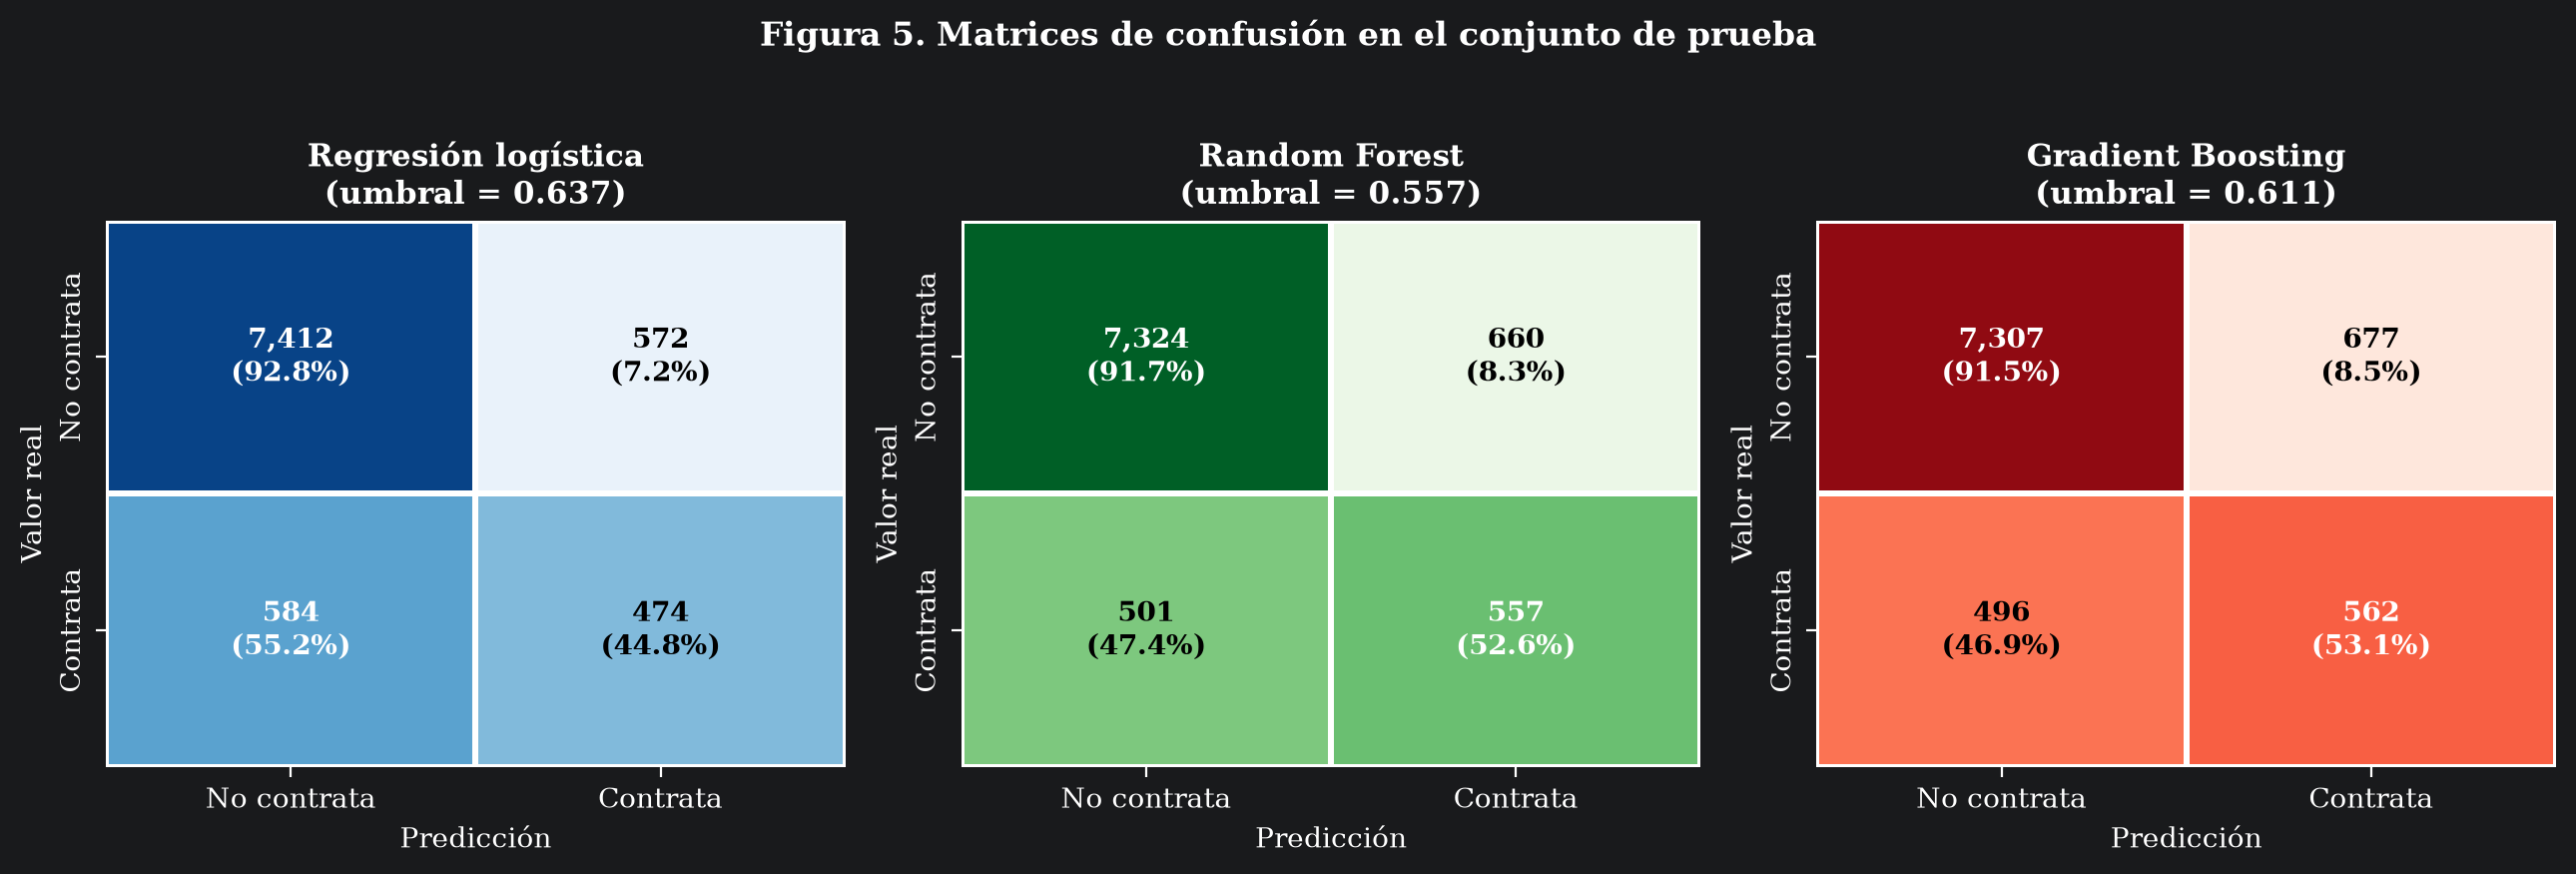 Figura 5. Matrices de confusión en el conjunto de prueba
Regresión logística
(umbral = 0.637)
Valor real
No contrata
Contrata
7,412
(92.8%)
572
(7.2%)
584
(55.2%)
474
(44.8%)
No contrata
Contrata
Predicción
Random Forest
(umbral = 0.557)
Valor real
No contrata
Contrata
7,324
(91.7%)
660
(8.3%)
501
(47.4%)
557
(52.6%)
No contrata
Contrata
Predicción
Gradient Boosting
(umbral = 0.611)
Valor real
No contrata
Contrata
7,307
(91.5%)
677
(8.5%)
496
(46.9%)
562
(53.1%)
No contrata
Contrata
Predicción